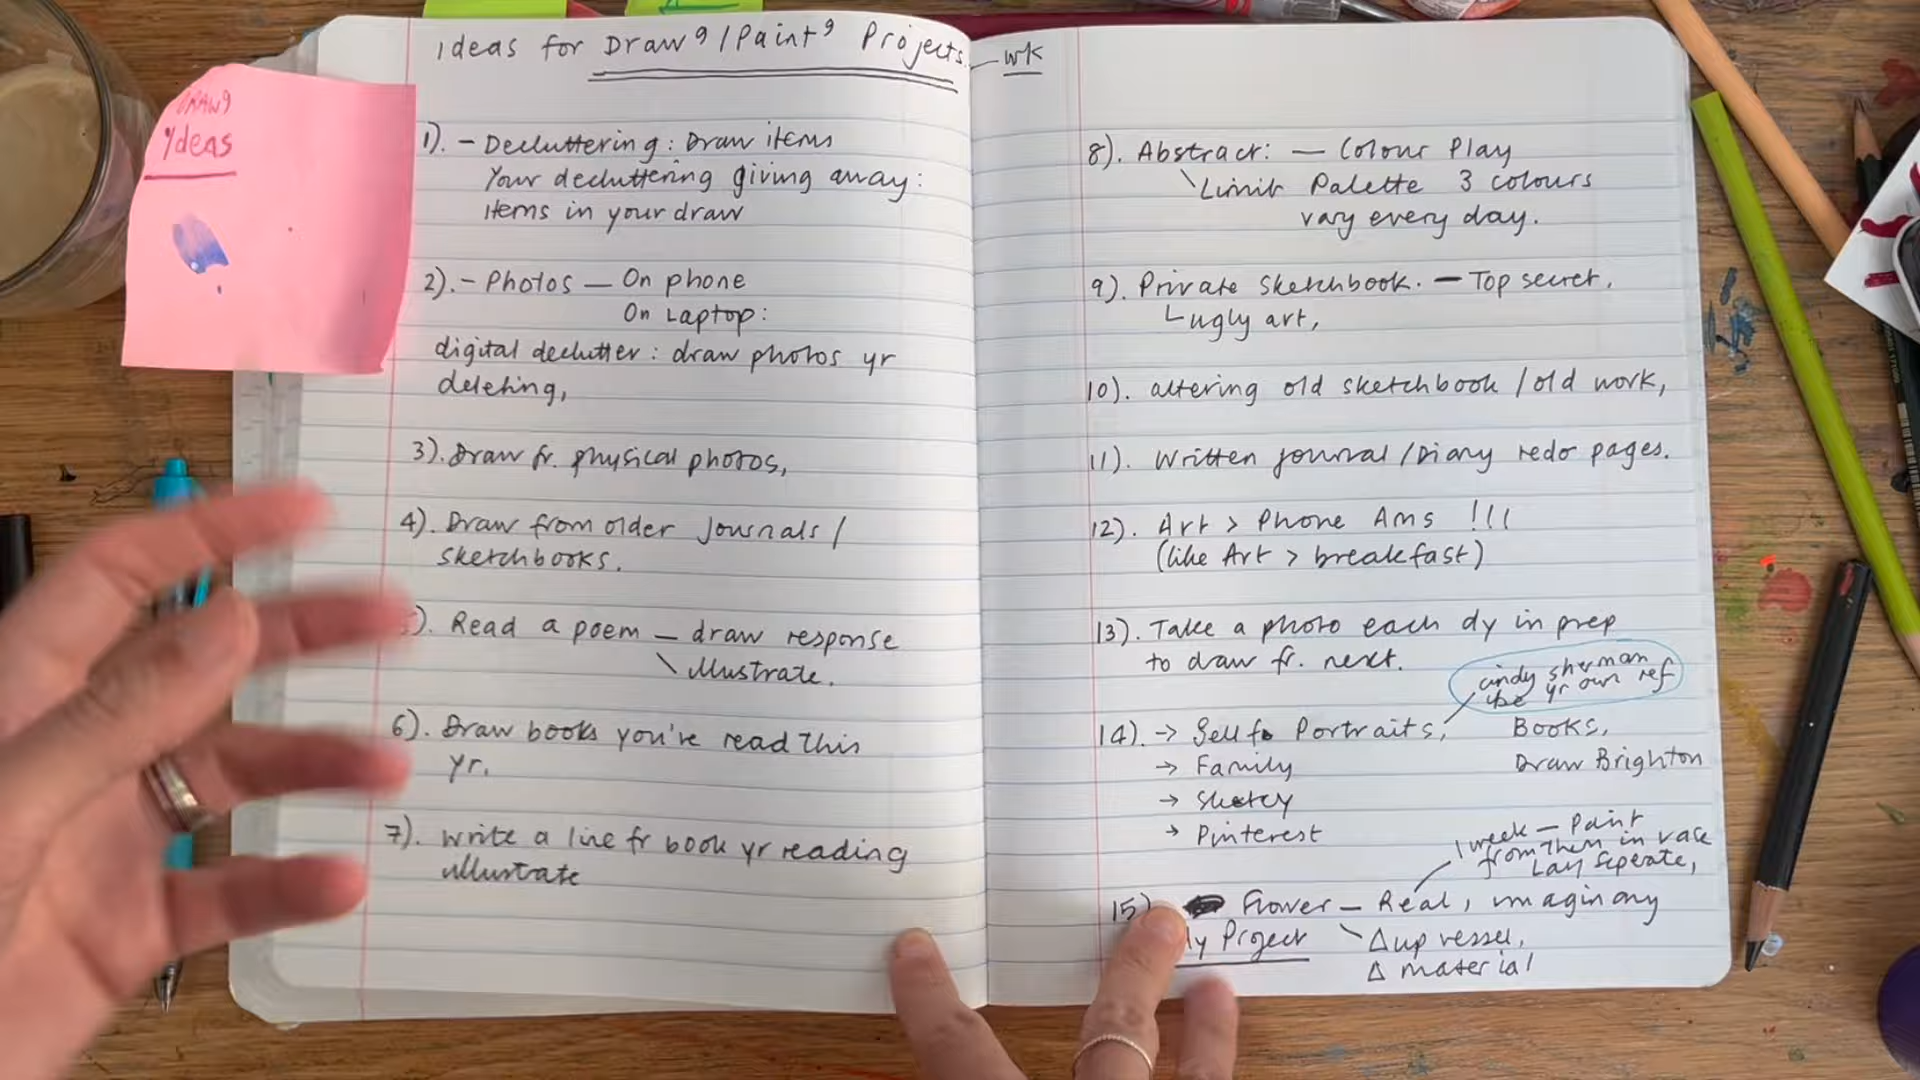 DRAWg
Ideas
Ideas for Drawg/Paintg Projects. — wk
1). – Decluttering: Draw items
Your decluttering giving away:
items in your draw
2). – Photos — On phone
On Laptop:
digital declutter: draw photos yr
deleting,
3). Draw fr. physical photos,
4). Draw from older Journals /
sketchbooks.
). Read a poem — draw response
\ illustrate.
6). Draw books you've read this
yr.
7). Write a line fr book yr reading
illustrate
8). Abstract: — Colour Play
\ Limit Palette 3 colours
vary every day.
9). Private Sketchbook. — Top secret,
ugly art,
10). altering old sketchbook / old work,
11). Written journal / Diary redo pages.
12). Art > Phone Ams !!!
(like Art > breakfast)
13). Take a photo each dy in prep
to draw fr. next.
cindy sherman
yr own ref
14). → Self Portraits,
→ Family
→ Sktchy
→ Pinterest
Books,
Draw Brighton
1 week — Paint
from them in vase
Lay seperate,
15) Flower — Real, imaginary
Project
\ Δ up vessel,
Δ material